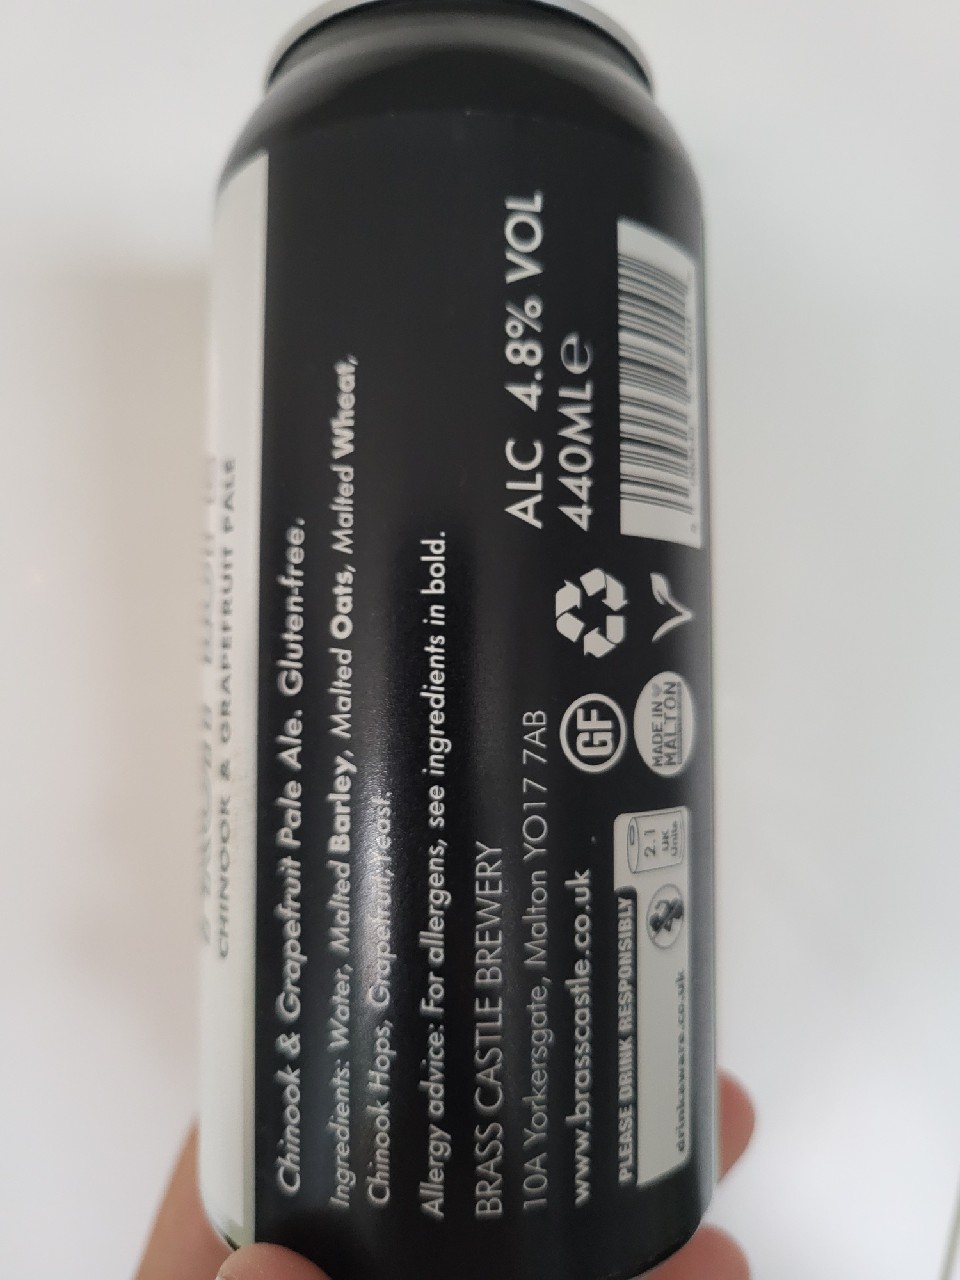 CHINOOK & GRAPEFRUIT PALE
Chinook & Grapefruit Pale Ale. Gluten-free.
Ingredients: Water, Malted Barley, Malted Oats, Malted Wheat,
Chinook Hops, Grapefruit, Yeast.
Allergy advice: For allergens, see ingredients in bold.
BRASS CASTLE BREWERY
10A Yorkersgate, Malton YO17 7AB
www.brasscastle.co.uk
PLEASE DRINK RESPONSIBLY
drinkaware.co.uk
2.1
UK
Units
GF
MADE IN
MALTON
ALC 4.8% VOL
440ML e